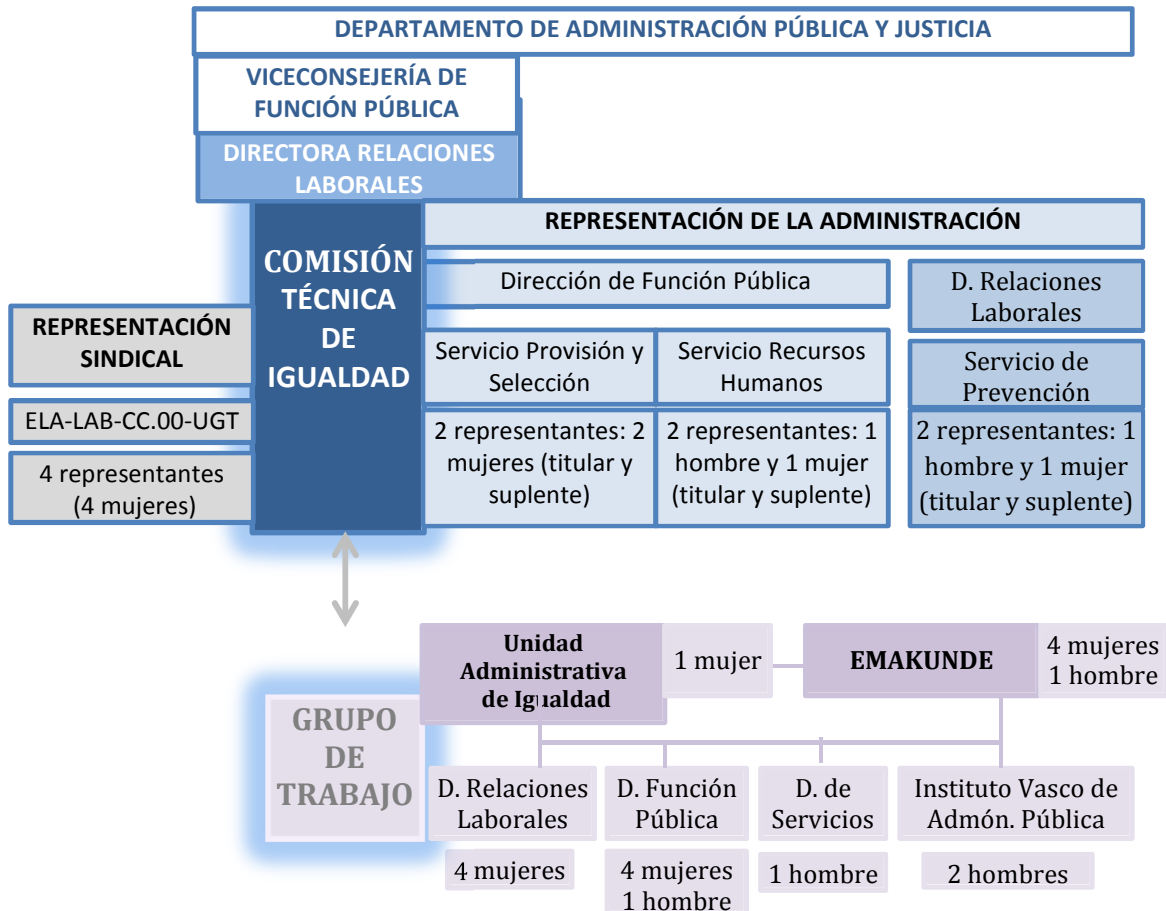 DEPARTAMENTO DE ADMINISTRACIÓN PÚBLICA Y JUSTICIA
VICECONSEJERÍA DE
FUNCIÓN PÚBLICA
DIRECTORA RELACIONES
LABORALES
COMISIÓN
TÉCNICA
DE
IGUALDAD
REPRESENTACIÓN DE LA ADMINISTRACIÓN
Dirección de Función Pública
D. Relaciones
Laborales
REPRESENTACIÓN
SINDICAL
ELA-LAB-CC.00-UGT
4 representantes
(4 mujeres)
Servicio Provisión y
Selección
2 representantes: 2
mujeres (titular y
suplente)
Servicio Recursos
Humanos
2 representantes: 1
hombre y 1 mujer
(titular y suplente)
Servicio de
Prevención
2 representantes: 1
hombre y 1 mujer
(titular y suplente)
Unidad
Administrativa
de Igualdad
1 mujer
EMAKUNDE
4 mujeres
1 hombre
GRUPO
DE
TRABAJO
D. Relaciones
Laborales
4 mujeres
D. Función
Pública
4 mujeres
1 hombre
D. de
Servicios
1 hombre
Instituto Vasco de
Admón. Pública
2 hombres